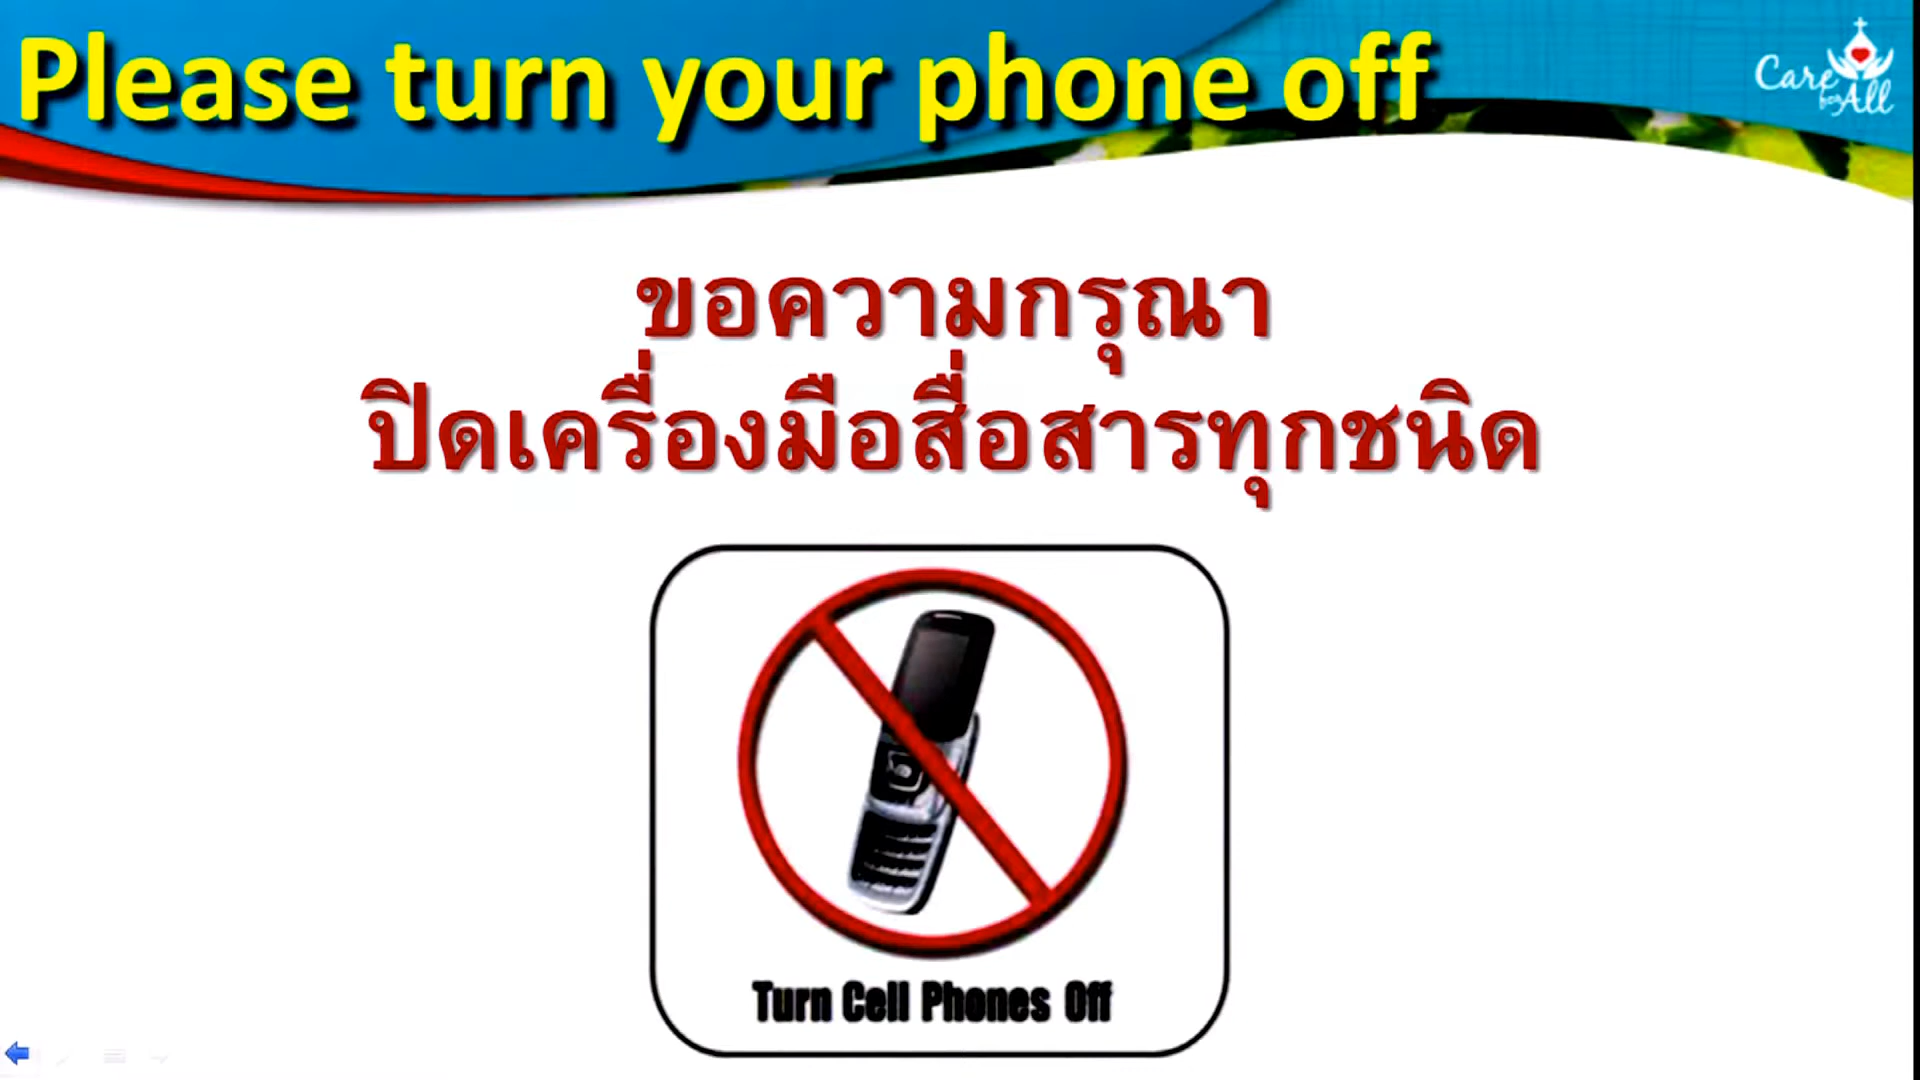 Please turn your phone off
Care
for All
ขอความกรุณา
ปิดเครื่องมือสื่อสารทุกชนิด
Turn Cell Phones Off